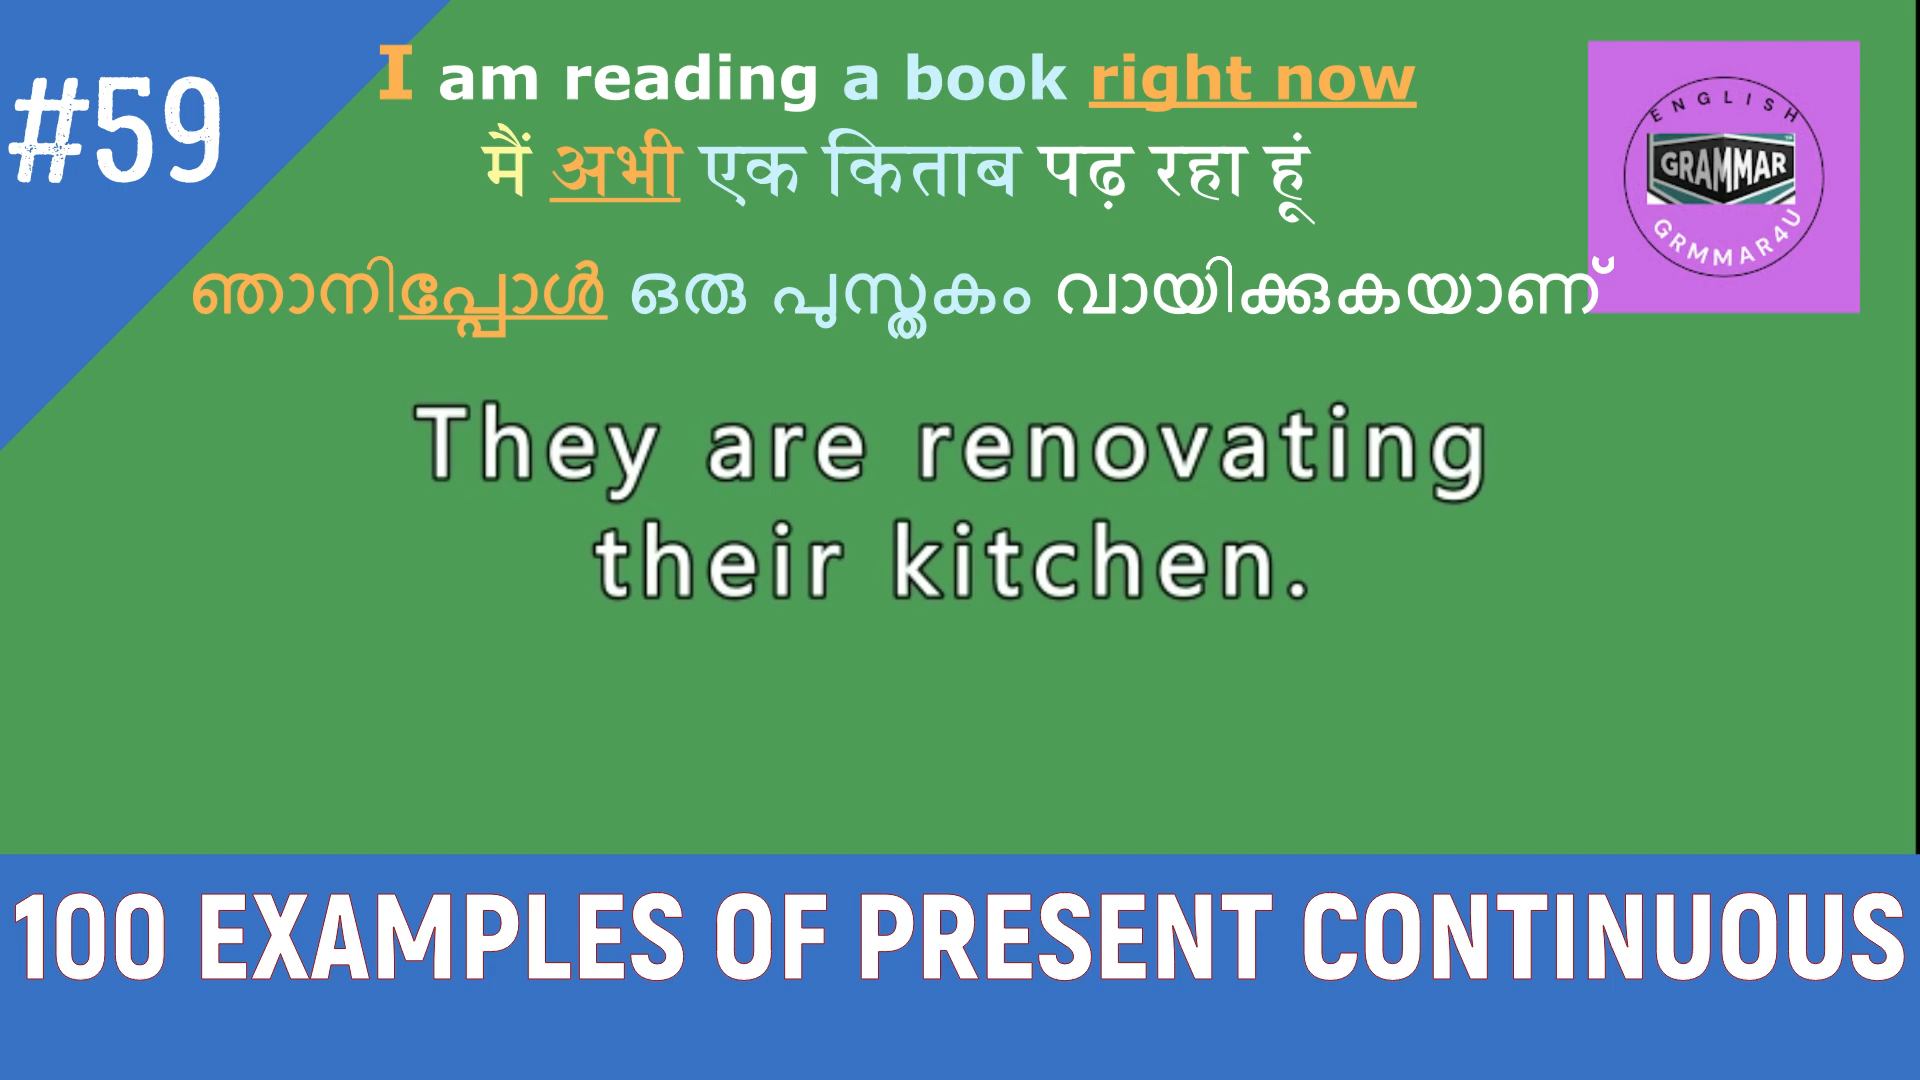 #59
I am reading a book right now
मैं अभी एक किताब पढ़ रहा हूं
ഞാനിപ്പോൾ ഒരു പുസ്തകം വായിക്കുകയാണ്
ENGLISH
GRAMMAR
GRMMAR4U
They are renovating
their kitchen.
100 EXAMPLES OF PRESENT CONTINUOUS